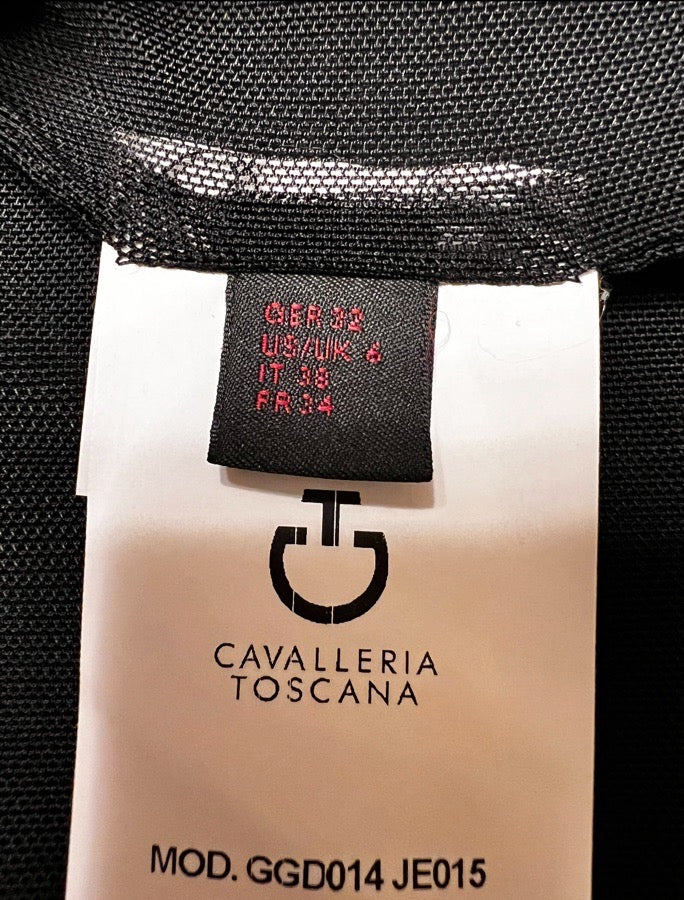 GER 32
US/UK 6
IT 38
FR 34
CAVALLERIA
TOSCANA
MOD. GGD014 JE015